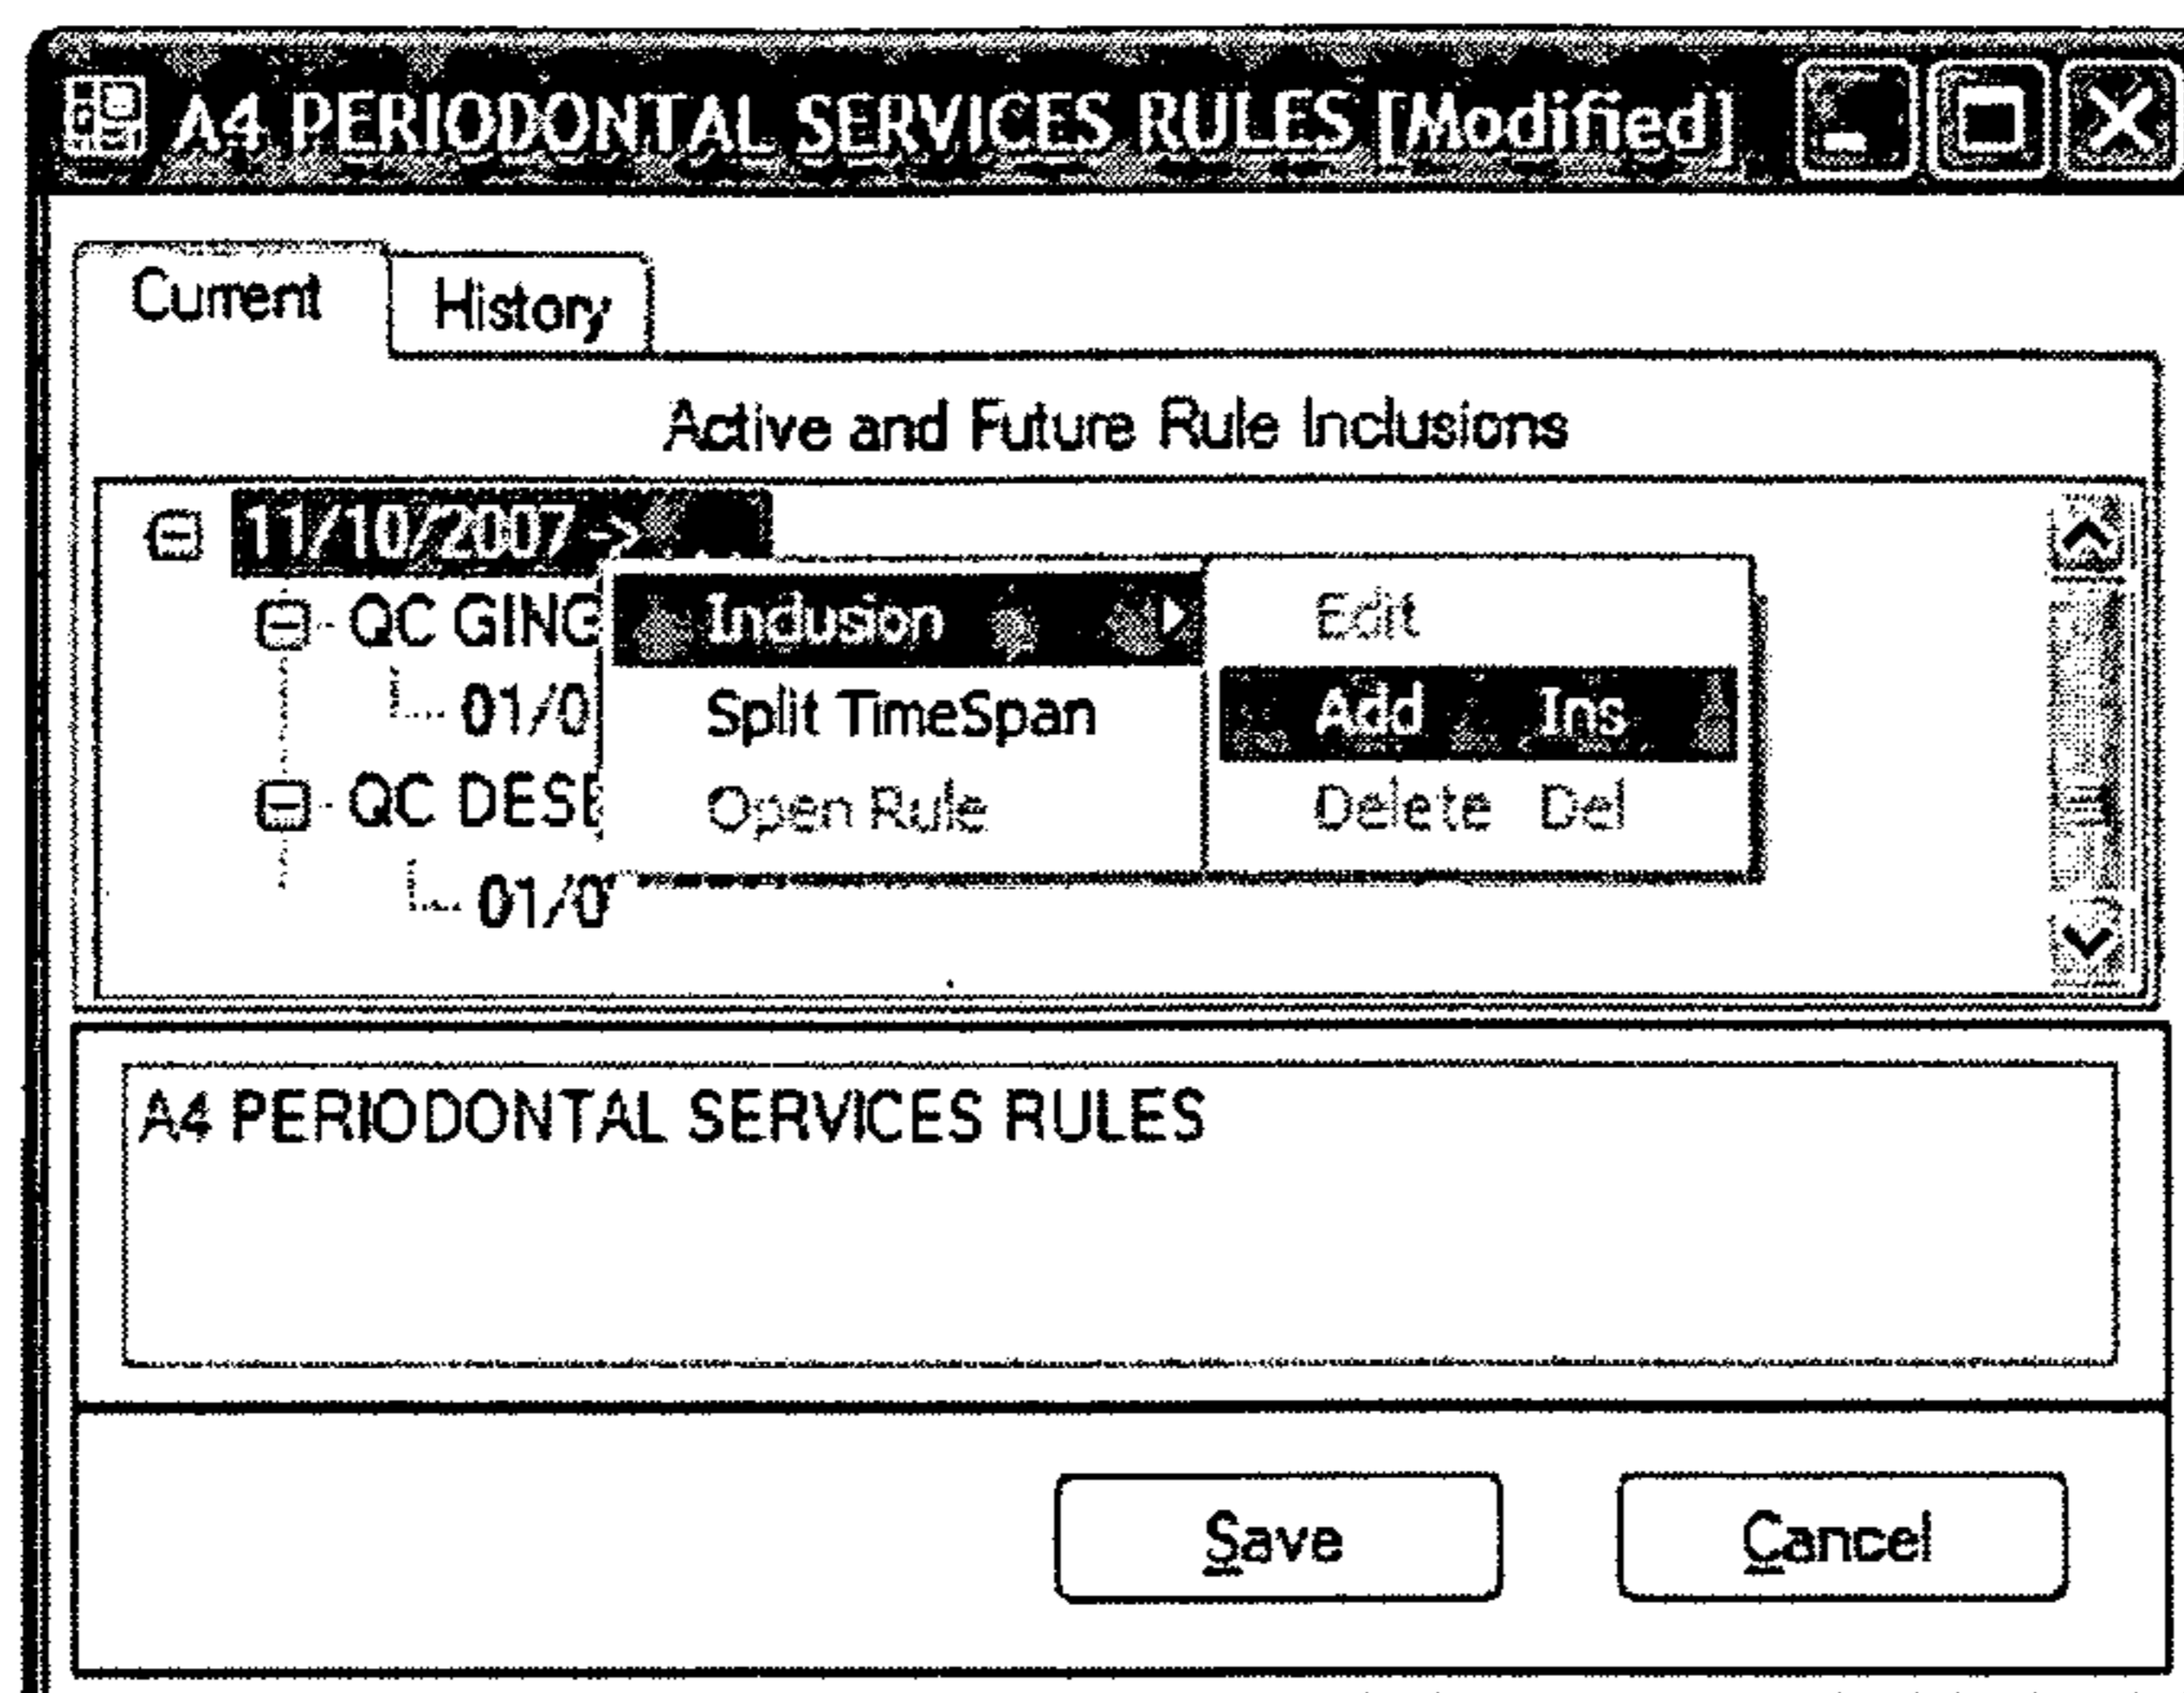 A4 PERIODONTAL SERVICES RULES [Modified]
Current History
Active and Future Rule Inclusions
11/10/2007 ->
QC GING
Inclusion
Edit
01/0
Split TimeSpan
Add Ins
QC DESE
Open Rule
Delete Del
01/0
A4 PERIODONTAL SERVICES RULES
Save
Cancel